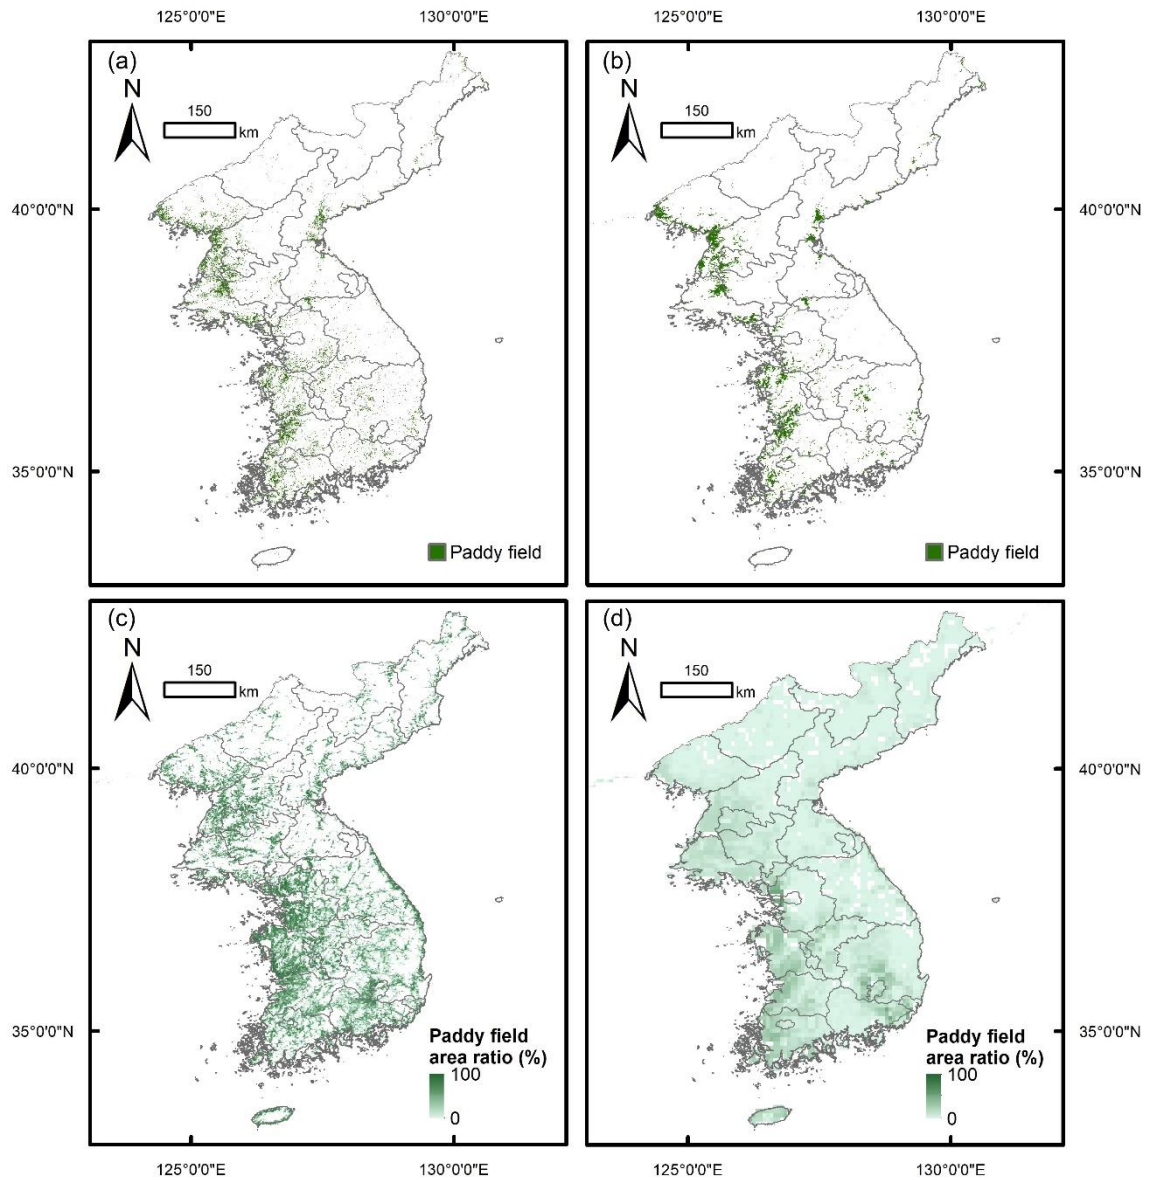 125°0'0"E 130°0'0"E 125°0'0"E 130°0'0"E
(a) (b)
N N
150 150
km km
40°0'0"N 40°0'0"N
35°0'0"N 35°0'0"N
Paddy field Paddy field
(c) (d)
N N
150 150
km km
40°0'0"N 40°0'0"N
35°0'0"N 35°0'0"N
Paddy field Paddy field
area ratio (%) area ratio (%)
100 100
0 0
125°0'0"E 130°0'0"E 125°0'0"E 130°0'0"E